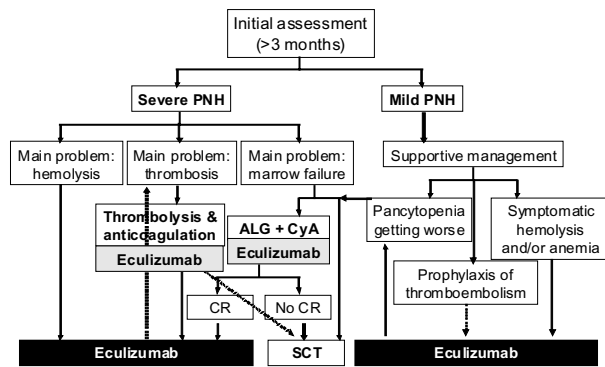 Initial assessment
(>3 months)
Severe PNH
Mild PNH
Main problem:
hemolysis
Main problem:
thrombosis
Main problem:
marrow failure
Supportive management
Thrombolysis &
anticoagulation
Eculizumab
ALG + CyA
Eculizumab
Pancytopenia
getting worse
Symptomatic
hemolysis
and/or anemia
Prophylaxis of
thromboembolism
CR
No CR
Eculizumab
SCT
Eculizumab